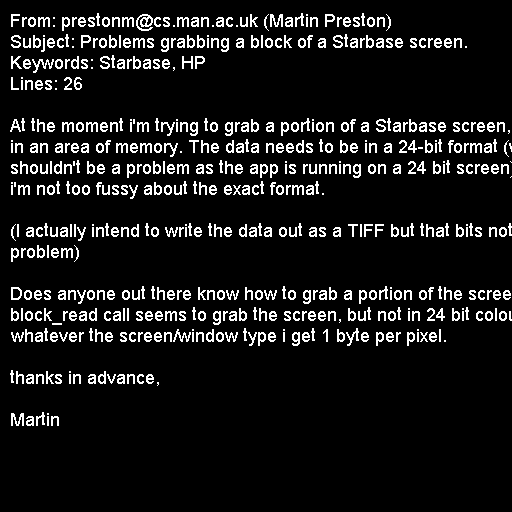 From: prestonm@cs.man.ac.uk (Martin Preston)
Subject: Problems grabbing a block of a Starbase screen.
Keywords: Starbase, HP
Lines: 26
At the moment i'm trying to grab a portion of a Starbase screen,
in an area of memory. The data needs to be in a 24-bit format
shouldn't be a problem as the app is running on a 24 bit screen)
i'm not too fussy about the exact format.
(I actually intend to write the data out as a TIFF but that bits not
problem)
Does anyone out there know how to grab a portion of the
block_read call seems to grab the screen, but not in 24 bit
whatever the screen/window type i get 1 byte per pixel.
thanks in advance,
Martin